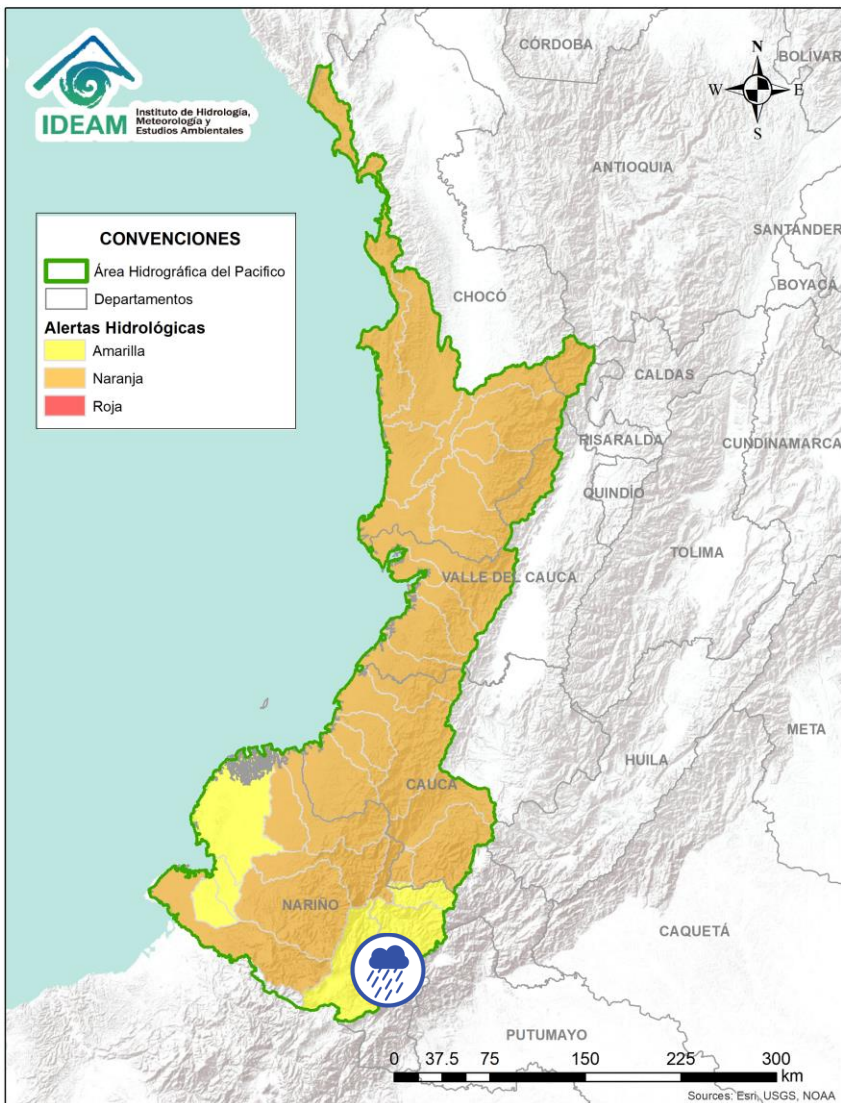 IDEAM
Instituto de Hidrología,
Meteorología y
Estudios Ambientales
CÓRDOBA
BOLÍVAR
N
W
E
S
ANTIOQUIA
SANTANDER
CONVENCIONES
Área Hidrográfica del Pacifico
Departamentos
Alertas Hidrológicas
Amarilla
Naranja
Roja
BOYACÁ
CHOCÓ
CALDAS
RISARALDA
CUNDINAMARCA
QUINDÍO
TOLIMA
VALLE DEL CAUCA
META
HUILA
CAUCA
NARIÑO
CAQUETÁ
PUTUMAYO
0 37.5 75 150 225 300
km
Sources: Esri, USGS, NOAA